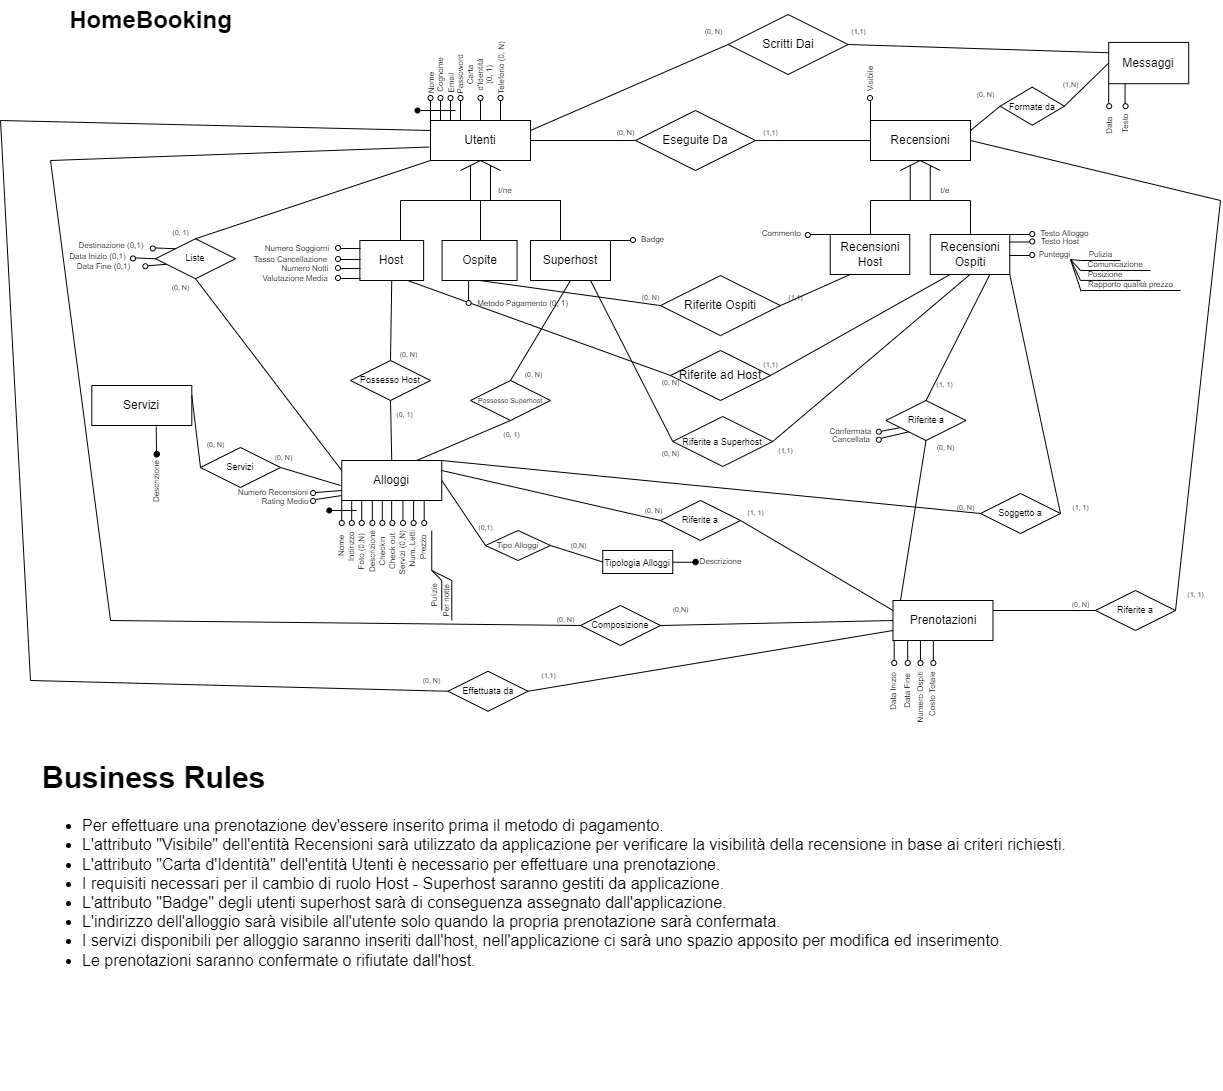 HomeBooking
(0, N)
Scritti Dai
(1,1)
Messaggi
Data
Testo
(1,N)
(0, N)
Formate da
Visibile
Nome
Cognome
Email
Passoword
Carta
d'Identità
(0, 1)
Telefono (0, N)
Utenti
(0, N)
Eseguite Da
(1,1)
Recensioni
t/ne
t/e
(0, 1)
Destinazione (0,1)
Data Inizio (0,1)
Data Fine (0,1)
Liste
(0, N)
Numero Soggiorni
Tasso Cancellazione
Numero Notti
Valutazione Media
Host
Ospite
Superhost
Badge
Commento
Recensioni
Host
Recensioni
Ospiti
Testo Alloggo
Testo Host
Punteggi
Pulizia
Comunicazione
Posizione
Rapporto qualità prezzo
Metodo Pagamento (0, 1)
(0, N)
Riferite Ospiti
(1,1)
(0, N)
Possesso Host
(0, 1)
(0, N)
Possesso Superhost
(0, 1)
(1,1)
Riferite ad Host
(0, N)
Riferite a Superhost
(0, N)
(1,1)
(1, 1)
Riferite a
Confermata
Cancellata
(0, N)
Servizi
Descrizione
(0, N)
Servizi
(0, N)
Alloggi
Numero Recensioni
Rating Medio
Nome
Indirizzo
Foto (0,N)
Descrizione
Checkin
Check out
Servizi (0,N)
Num. Letti
Prezzo
Pulizie
Per notte
(0,1)
Tipo Alloggi
(0,N)
Tipologia Alloggi
Descrizione
(0, N)
Riferite a
(1, 1)
(0, N)
Soggetto a
(1, 1)
Prenotazioni
Data Inizio
Data Fine
Numero Ospiti
Costo Totale
(0, N)
Riferite a
(1, 1)
(0, N)
Composizione
(0,N)
(0, N)
Effettuata da
(1,1)
Business Rules
• Per effettuare una prenotazione dev'essere inserito prima il metodo di pagamento.
• L'attributo "Visibile" dell'entità Recensioni sarà utilizzato da applicazione per verificare la visibilità della recensione in base ai criteri richiesti.
• L'attributo "Carta d'Identità" dell'entità Utenti è necessario per effettuare una prenotazione.
• I requisiti necessari per il cambio di ruolo Host - Superhost saranno gestiti da applicazione.
• L'attributo "Badge" degli utenti superhost sarà di conseguenza assegnato dall'applicazione.
• L'indirizzo dell'alloggio sarà visibile all'utente solo quando la propria prenotazione sarà confermata.
• I servizi disponibili per alloggio saranno inseriti dall'host, nell'applicazione ci sarà uno spazio apposito per modifica ed inserimento.
• Le prenotazioni saranno confermate o rifiutate dall'host.